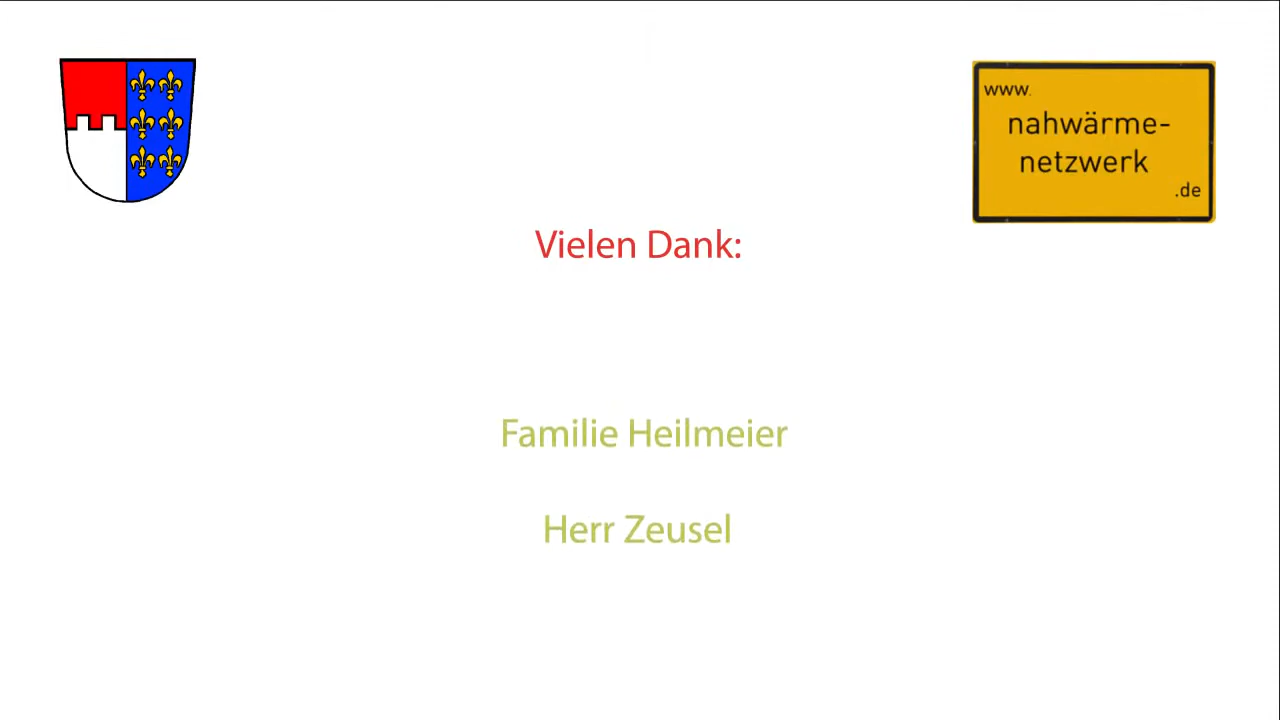 www.
nahwärme-
netzwerk
.de
Vielen Dank:
Familie Heilmeier
Herr Zeusel